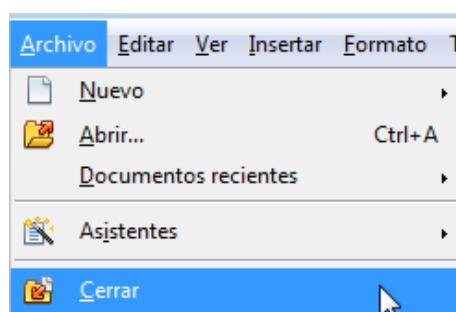 Archivo Editar Ver Insertar Formato
Nuevo
Abrir... Ctrl+A
Documentos recientes
Asistentes
Cerrar